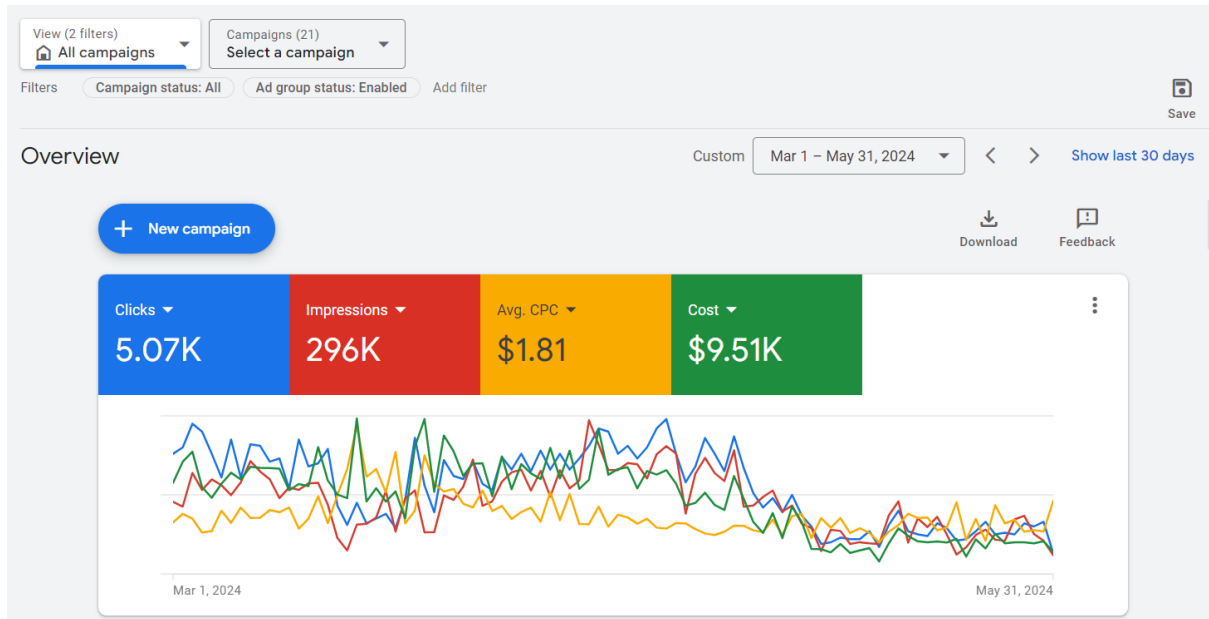 View (2 filters)
All campaigns
Campaigns (21)
Select a campaign
Filters
Campaign status: All
Ad group status: Enabled
Add filter
Save
Overview
Custom
Mar 1 – May 31, 2024
Show last 30 days
New campaign
Download
Feedback
Clicks
5.07K
Impressions
296K
Avg. CPC
$1.81
Cost
$9.51K
Mar 1, 2024
May 31, 2024